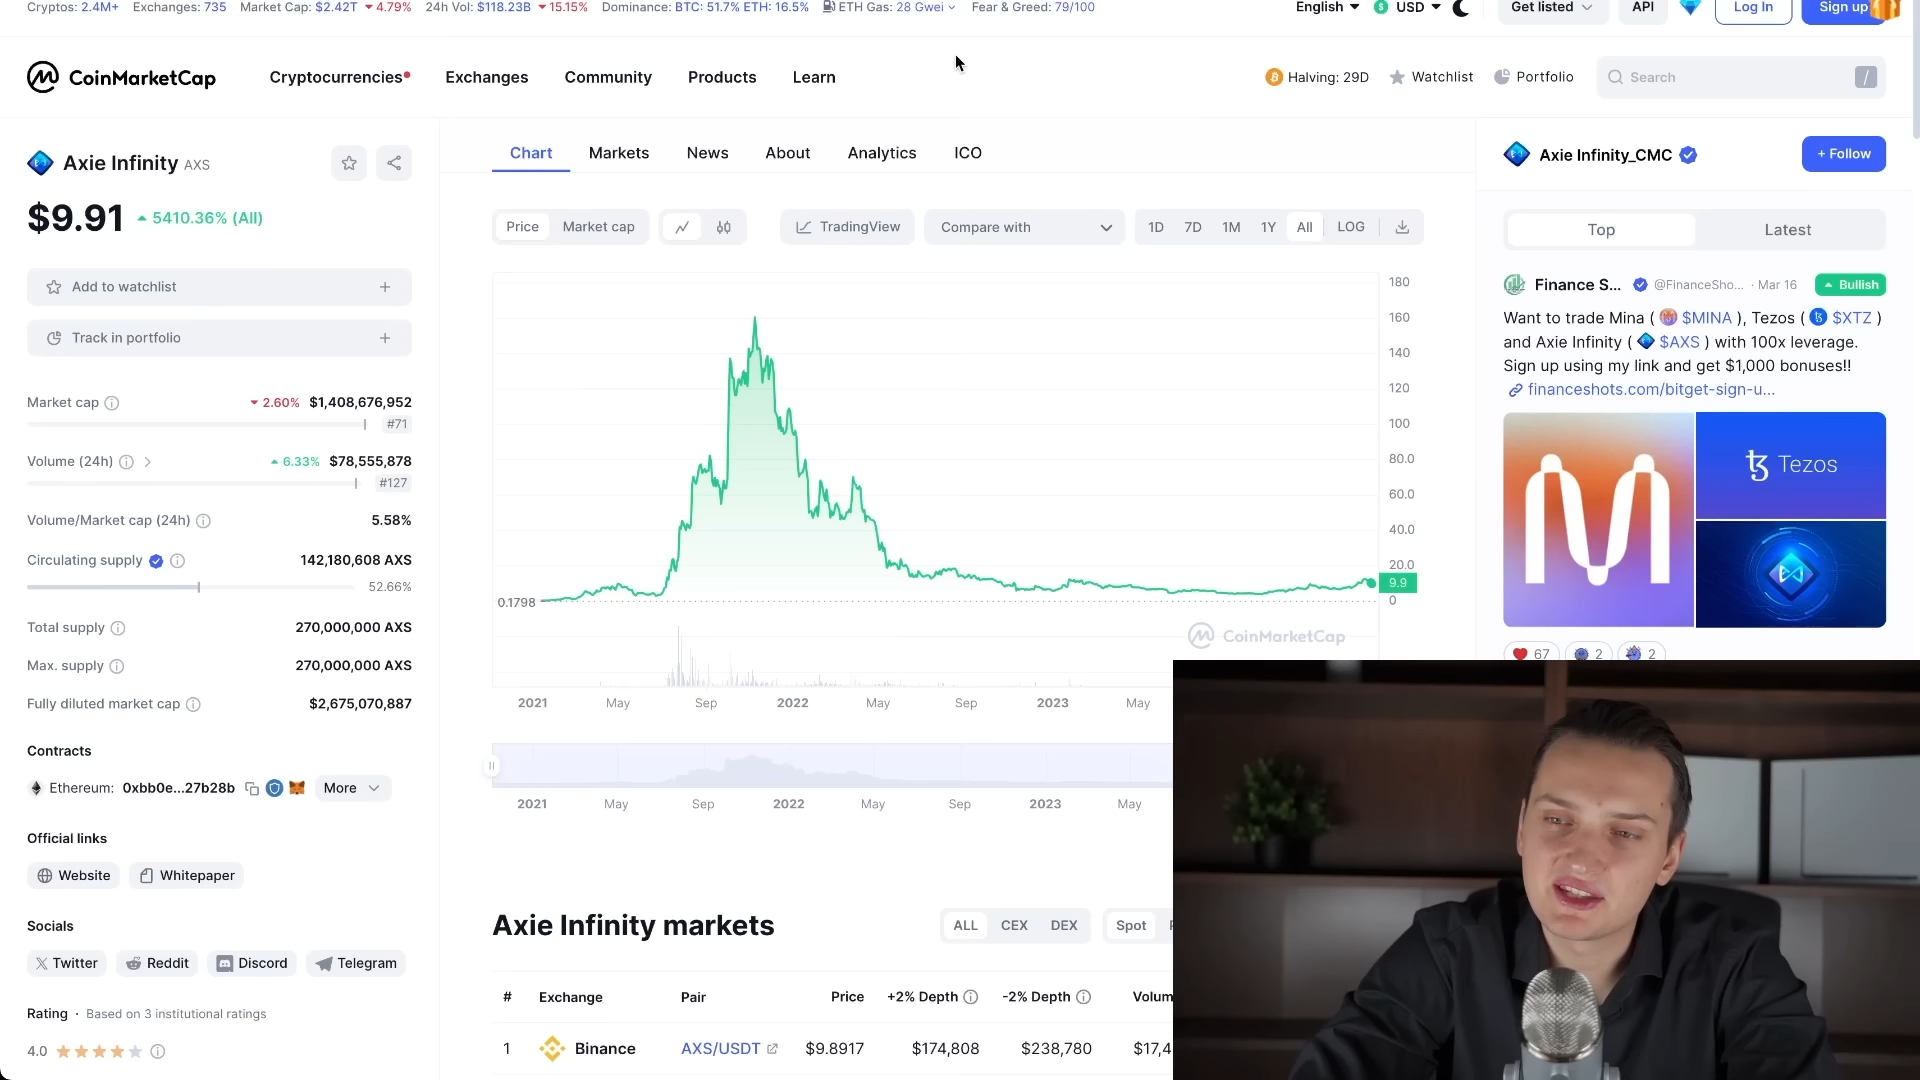 Cryptos: 2.4M+ Exchanges: 735 Market Cap: $2.42T 4.79% 24h Vol: $118.23B 15.15% Dominance: BTC: 51.7% ETH: 16.5% ETH Gas: 28 Gwei Fear & Greed: 79/100
English USD Get listed API Log In Sign up
CoinMarketCap Cryptocurrencies Exchanges Community Products Learn
Halving: 29D Watchlist Portfolio Search /
Axie Infinity AXS
$9.91 5410.36% (All)
Add to watchlist +
Track in portfolio +
Market cap 2.60% $1,408,676,952
#71
Volume (24h) 6.33% $78,555,878
#127
Volume/Market cap (24h) 5.58%
Circulating supply 142,180,608 AXS
52.66%
Total supply 270,000,000 AXS
Max. supply 270,000,000 AXS
Fully diluted market cap $2,675,070,887
Contracts
Ethereum: 0xbb0e...27b28b More
Official links
Website Whitepaper
Socials
Twitter Reddit Discord Telegram
Rating · Based on 3 institutional ratings
4.0
Chart Markets News About Analytics ICO
Price Market cap TradingView Compare with 1D 7D 1M 1Y All LOG
180
160
140
120
100
80.0
60.0
40.0
20.0
9.9
0
0.1798
CoinMarketCap
2021 May Sep 2022 May Sep 2023 May
2021 May Sep 2022 May Sep 2023 May
Axie Infinity markets ALL CEX DEX Spot
# Exchange Pair Price +2% Depth -2% Depth Volum
1 Binance AXS/USDT $9.8917 $174,808 $238,780 $17,4
Axie Infinity_CMC + Follow
Top Latest
Finance S... @FinanceSho... · Mar 16 Bullish
Want to trade Mina ( $MINA ), Tezos ( $XTZ )
and Axie Infinity ( $AXS ) with 100x leverage.
Sign up using my link and get $1,000 bonuses!!
financeshots.com/bitget-sign-u...
Tezos
67 2 2